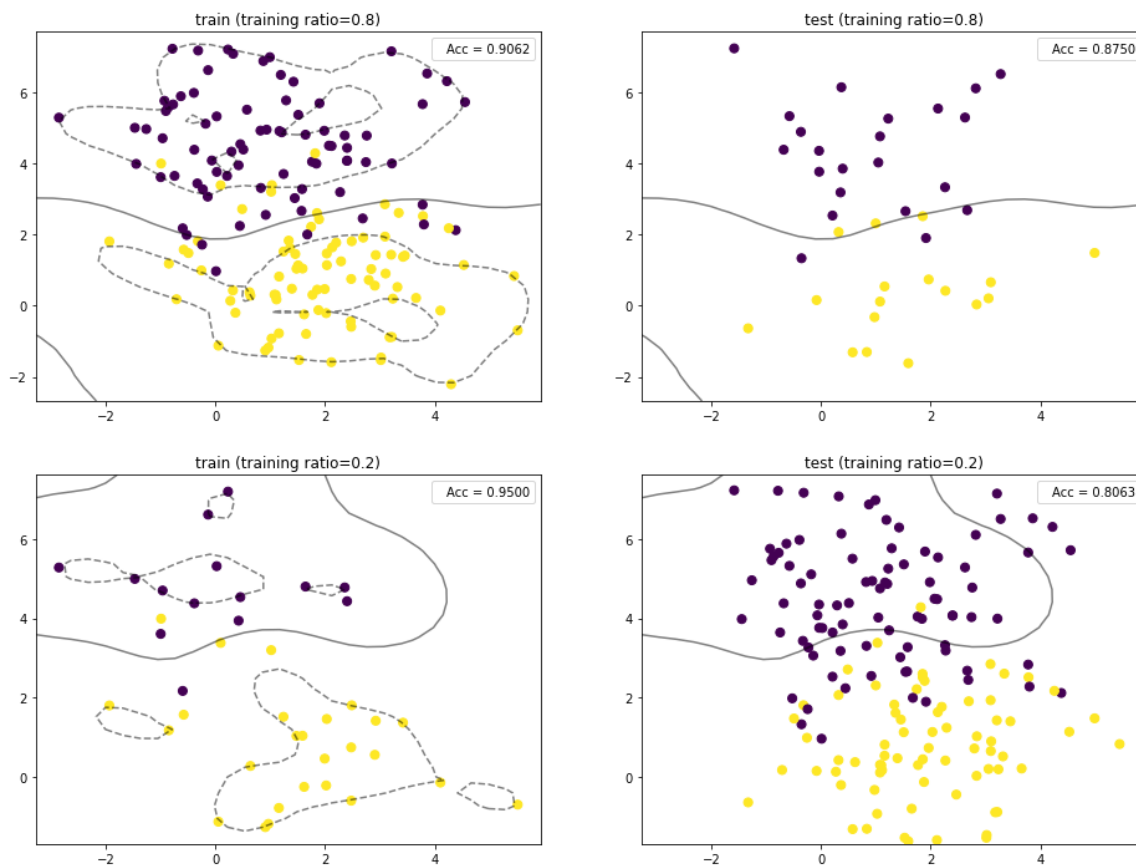 train (training ratio=0.8)
Acc = 0.9062
6
4
2
0
−2
−2 0 2 4
test (training ratio=0.8)
Acc = 0.8750
6
4
2
0
−2
−2 0 2 4
train (training ratio=0.2)
Acc = 0.9500
6
4
2
0
−2 0 2 4
test (training ratio=0.2)
Acc = 0.8063
6
4
2
0
−2 0 2 4